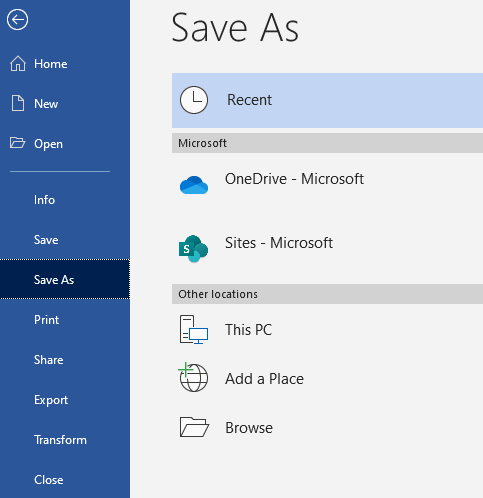 Save As
Home
New
Open
Info
Save
Save As
Print
Share
Export
Transform
Close
Recent
Microsoft
OneDrive - Microsoft
S
Sites - Microsoft
Other locations
This PC
Add a Place
Browse